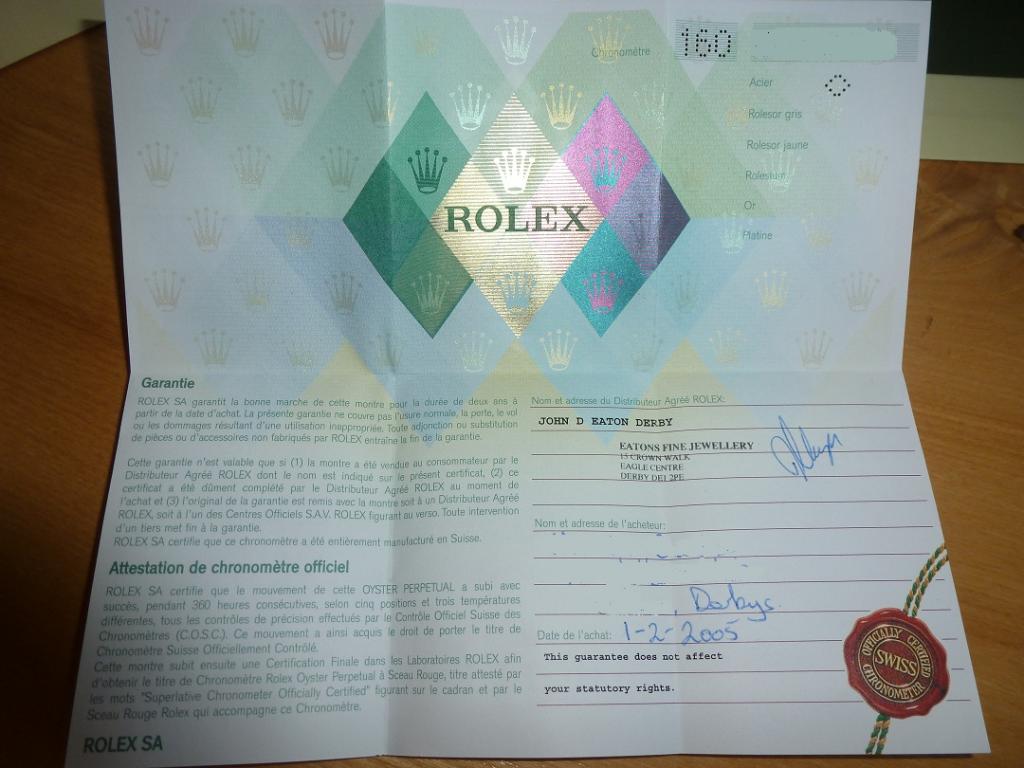 Chronomètre 160
Acier
Rolesor gris
Rolesor jaune
Rolesium
Or
Platine
ROLEX
Garantie
ROLEX SA garantit la bonne marche de cette montre pour la durée de deux ans à
partir de la date d'achat. La présente garantie ne couvre pas l'usure normale, la perte, le vol
ou les dommages résultant d'une utilisation inappropriée. Toute adjonction ou substitution
de pièces ou d'accessoires non fabriqués par ROLEX entraîne la fin de la garantie.
Cette garantie n'est valable que si (1) la montre a été vendue au consommateur par le
Distributeur Agréé ROLEX dont le nom est indiqué sur le présent certificat, (2) ce
certificat a été dûment complété par le Distributeur Agréé ROLEX au moment de
l'achat et (3) l'original de la garantie est remis avec la montre soit à un Distributeur Agréé
ROLEX, soit à l'un des Centres Officiels S.A.V. ROLEX figurant au verso. Toute intervention
d'un tiers met fin à la garantie.
ROLEX SA certifie que ce chronomètre a été entièrement manufacturé en Suisse.
Attestation de chronomètre officiel
ROLEX SA certifie que le mouvement de cette OYSTER PERPETUAL a subi avec
succès, pendant 360 heures consécutives, selon cinq positions et trois températures
différentes, tous les contrôles de précision effectués par le Contrôle Officiel Suisse des
Chronomètres (C.O.S.C.). Ce mouvement a ainsi acquis le droit de porter le titre de
Chronomètre Suisse Officiellement Contrôlé.
Cette montre subit ensuite une Certification Finale dans les Laboratoires ROLEX afin
d'obtenir le titre de Chronomètre Rolex Oyster Perpetual à Sceau Rouge, titre attesté par
les mots "Superlative Chronometer Officially Certified" figurant sur le cadran et par le
Sceau Rouge Rolex qui accompagne ce Chronomètre.
ROLEX SA
Nom et adresse du Distributeur Agréé ROLEX:
JOHN D EATON DERBY
EATONS FINE JEWELLERY
15 CROWN WALK
EAGLE CENTRE
DERBY DE1 2PE
Nom et adresse de l'acheteur:
, Derbys.
Date de l'achat: 1-2-2005
This guarantee does not affect
your statutory rights.
OFFICIALLY CERTIFIED
SWISS
CHRONOMETER